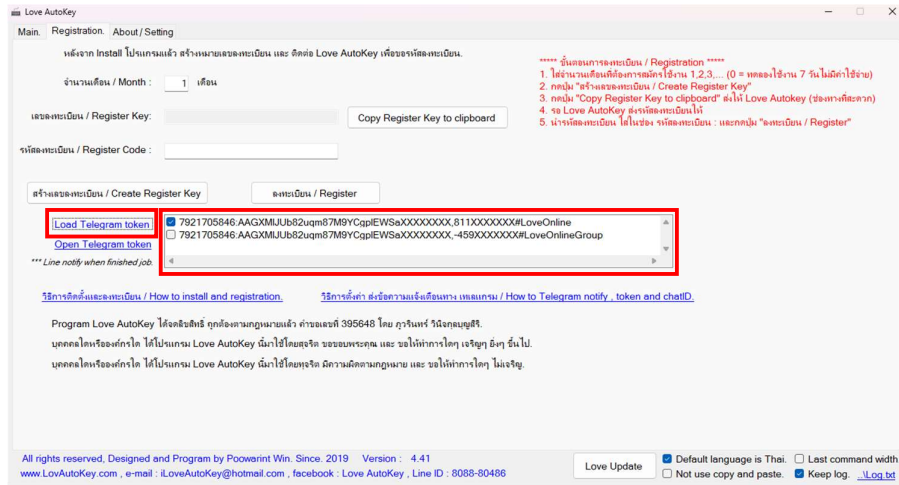 Love AutoKey
Main. Registration. About / Setting
หลังจาก Install โปรแกรมแล้ว สร้างหมายเลขลงทะเบียน และ ติดต่อ Love AutoKey เพื่อขอรหัสลงทะเบียน.
จำนวนเดือน / Month : 1 เดือน
เลขลงทะเบียน / Register Key: Copy Register Key to clipboard
รหัสลงทะเบียน / Register Code :
***** ขั้นตอนการลงทะเบียน / Registration *****
1. ใส่จำนวนเดือนที่ต้องการสมัครใช้งาน 1,2,3,... (0 = ทดลองใช้งาน 7 วัน ไม่มีค่าใช้จ่าย)
2. กดปุ่ม "สร้างเลขลงทะเบียน / Create Register Key"
3. กดปุ่ม "Copy Register Key to clipboard" ส่งให้ Love Autokey (ช่องทางที่สะดวก)
4. รอ Love AutoKey ส่งรหัสลงทะเบียนให้
5. นำรหัสลงทะเบียน ใส่ในช่อง รหัสลงทะเบียน : และกดปุ่ม "ลงทะเบียน / Register"
สร้างเลขลงทะเบียน / Create Register Key ลงทะเบียน / Register
Load Telegram token
Open Telegram token
*** Line notify when finished job.
7921705846:AAGXMlJUb82uqm87M9YCgplEWSaXXXXXXXX,811XXXXXXX#LoveOnline
7921705846:AAGXMlJUb82uqm87M9YCgplEWSaXXXXXXXX,-459XXXXXXX#LoveOnlineGroup
วิธีการติดตั้งและลงทะเบียน / How to install and registration. วิธีการตั้งค่า ส่งข้อความแจ้งเตือนทาง เทเลแกรม / How to Telegram notify , token and chatID.
Program Love AutoKey ได้จดลิขสิทธิ์ ถูกต้องตามกฎหมายแล้ว คำขอเลขที่ 395648 โดย ภูวรินทร์ วินิจกุลบุญสิริ.
บุคคลใดหรือองค์กรใด ได้โปรแกรม Love AutoKey นี้มาใช้โดยสุจริต ขอขอบพระคุณ และ ขอให้ทำการใดๆ เจริญๆ ยิ่งๆ ขึ้นไป.
บุคคลใดหรือองค์กรใด ได้โปรแกรม Love AutoKey นี้มาใช้โดยทุจริต มีความผิดตามกฎหมาย และ ขอให้ทำการใดๆ ไม่เจริญ.
All rights reserved, Designed and Program by Poowarint Win. Since. 2019 Version : 4.41
www.LovAutoKey.com , e-mail : iLoveAutoKey@hotmail.com , facebook : Love AutoKey , Line ID : 8088-80486
Love Update
Default language is Thai. Last command width
Not use copy and paste. Keep log. ..\Log.txt